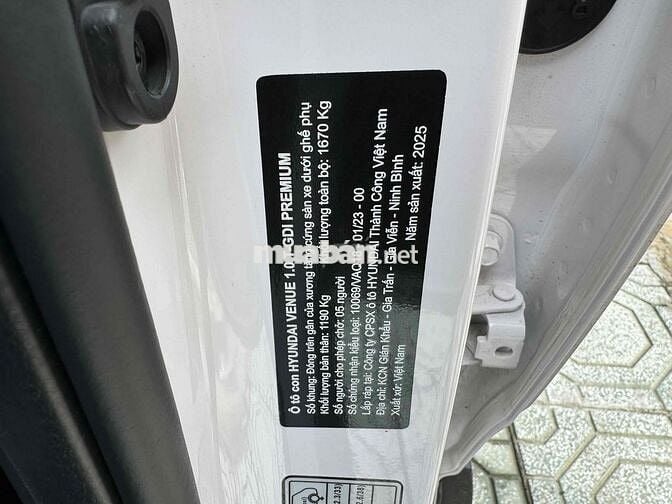 Ô tô con HYUNDAI VENUE 1.0 GDI PREMIUM
Số khung: Đóng trên gân của xương cứng sàn xe dưới ghế phụ
Khối lượng bản thân: 1190 Kg lượng toàn bộ: 1670 Kg
Số người cho phép chở: 05 người
Số chứng nhận kiểu loại: 10069/VAQ 01/23 - 00
Lắp ráp tại: Công ty CPSX ô tô HYUNDAI Thành Công Việt Nam
Địa chỉ: KCN Gián Khẩu - Gia Trấn - Gia Viễn - Ninh Bình
Xuất xứ: Việt Nam Năm sản xuất: 2025
muaban.net